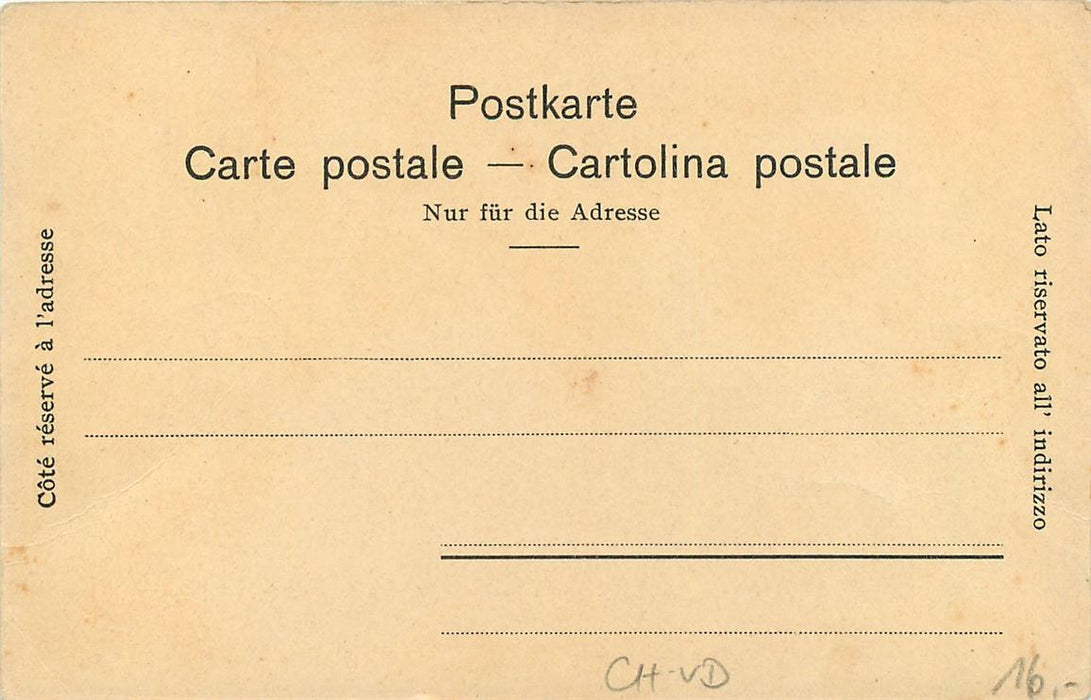 Postkarte
Carte postale — Cartolina postale
Nur für die Adresse
Côté réservé à l'adresse
Lato riservato all' indirizzo
CH-VD
16.-